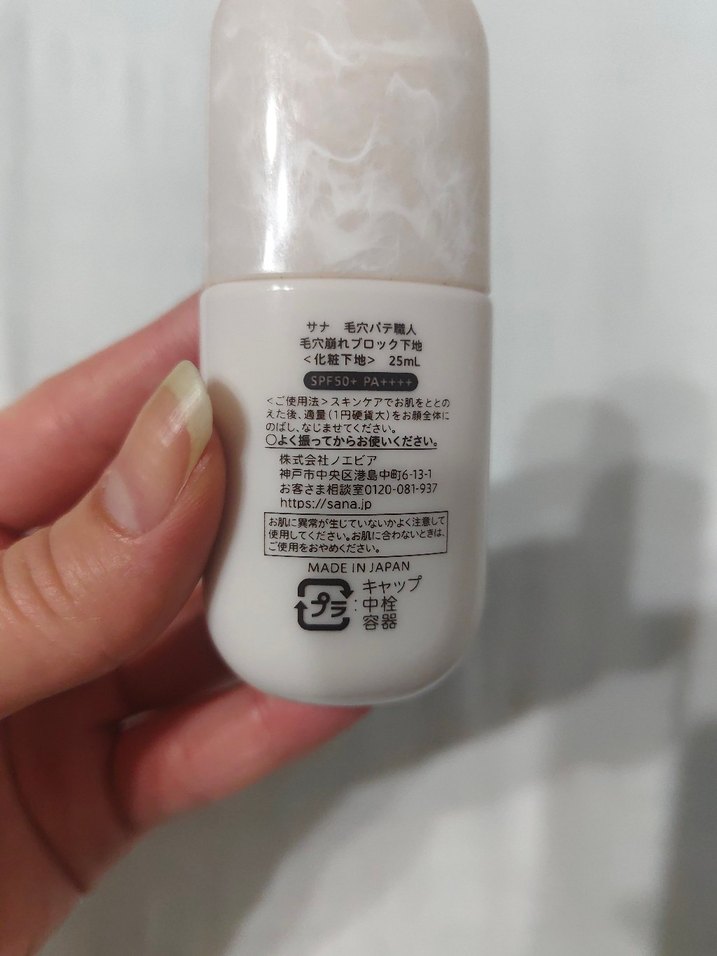 サナ 毛穴パテ職人
毛穴崩れブロック下地
<化粧下地> 25mL
SPF50+ PA++++
<ご使用法>スキンケアでお肌をととの
えた後、適量(1円硬貨大)をお顔全体に
のばし、なじませてください。
○よく振ってからお使いください。
株式会社ノエビア
神戸市中央区港島中町6-13-1
お客さま相談室0120-081-937
https://sana.jp
お肌に異常が生じていないかよく注意して
使用してください。お肌に合わないときは、
ご使用をおやめください。
MADE IN JAPAN
プラ
:キャップ
中栓
容器